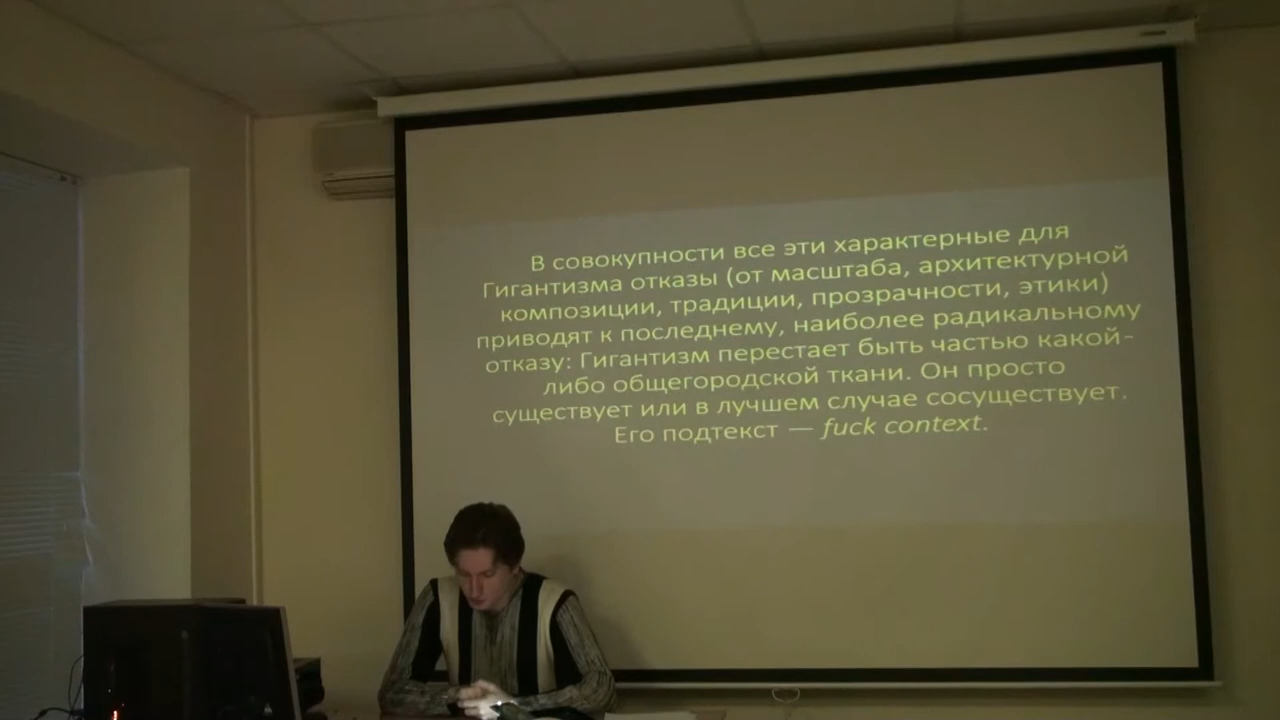 В совокупности все эти характерные для
Гигантизма отказы (от масштаба, архитектурной
композиции, традиции, прозрачности, этики)
приводят к последнему, наиболее радикальному
отказу: Гигантизм перестает быть частью какой-
либо общегородской ткани. Он просто
существует или в лучшем случае сосуществует.
Его подтекст — fuck context.